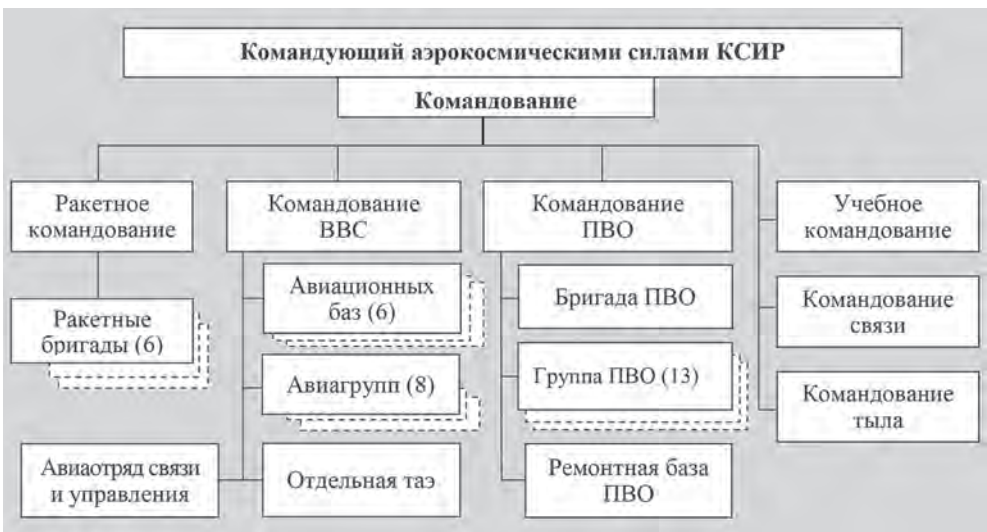 Командующий аэрокосмическими силами КСИР
Командование
Ракетное
командование
Командование
ВВС
Командование
ПВО
Учебное
командование
Ракетные
бригады (6)
Авиационных
баз (6)
Бригада ПВО
Командование
связи
Авиагрупп (8)
Группа ПВО (13)
Командование
тыла
Авиаотряд связи
и управления
Отдельная таэ
Ремонтная база
ПВО